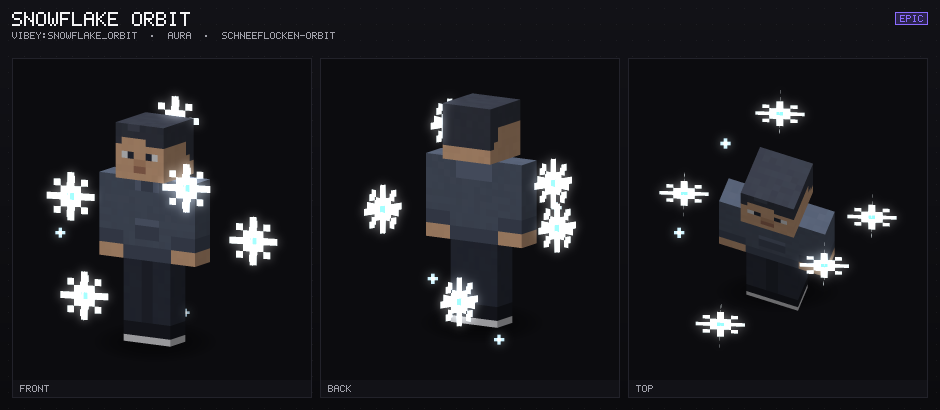 SNOWFLAKE ORBIT
EPIC
VIBEY:SNOWFLAKE_ORBIT • AURA • SCHNEEFLOCKEN-ORBIT
FRONT
BACK
TOP